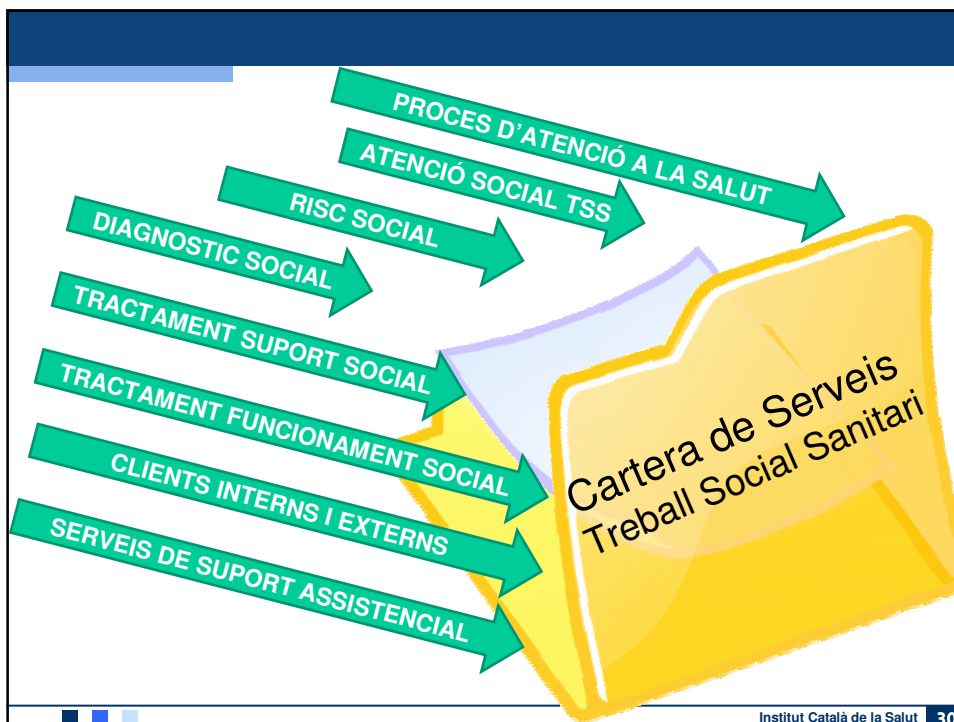 PROCES D'ATENCIÓ A LA SALUT
ATENCIÓ SOCIAL TSS
RISC SOCIAL
DIAGNOSTIC SOCIAL
TRACTAMENT SUPORT SOCIAL
TRACTAMENT FUNCIONAMENT SOCIAL
CLIENTS INTERNS I EXTERNS
SERVEIS DE SUPORT ASSISTENCIAL
Cartera de Serveis
Treball Social Sanitari
Institut Català de la Salut 30